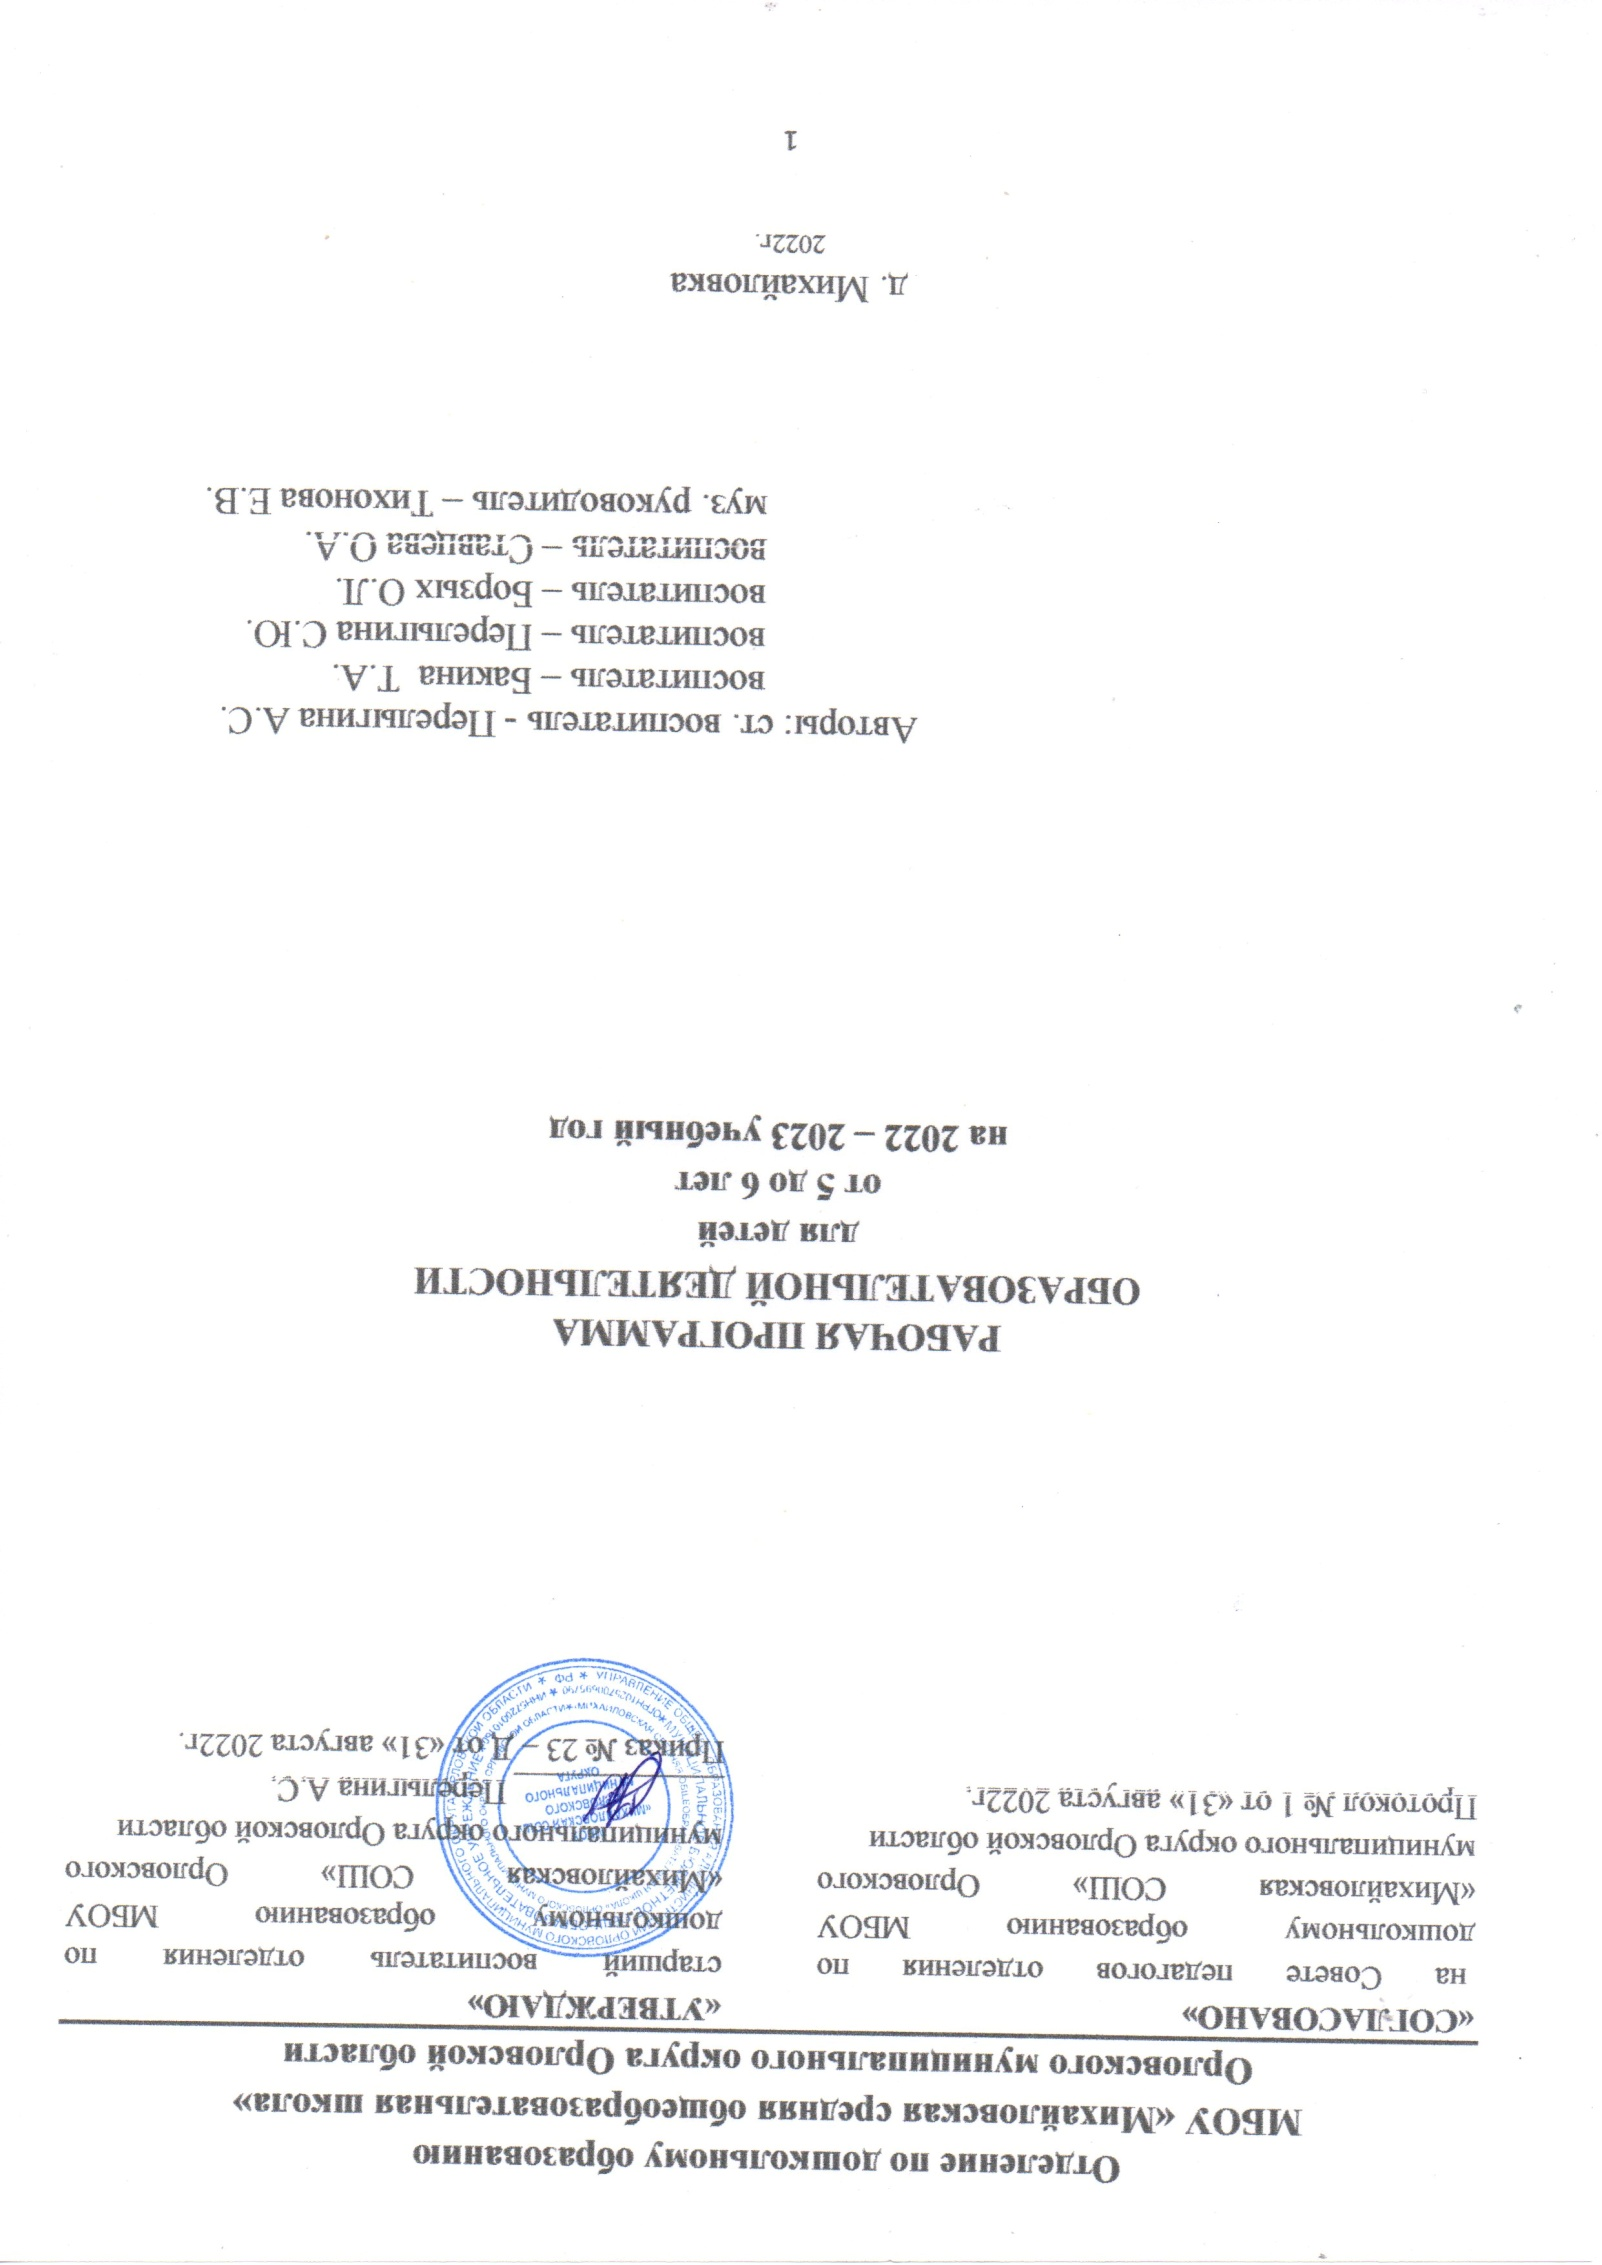 Отделение по дошкольному образованию
МБОУ «Михайловская средняя общеобразовательная школа»
Орловского муниципального округа Орловской области
«СОГЛАСОВАНО»
на Совете педагогов отделения по
дошкольному образованию МБОУ
«Михайловская СОШ» Орловского
муниципального округа Орловской области
Протокол № 1 от «31» августа 2022г.
«УТВЕРЖДАЮ»
старший воспитатель отделения по
дошкольному образованию МБОУ
«Михайловская СОШ» Орловского
муниципального округа Орловской области
Перелыгина А.С.
Приказ № 23 – Д от «31» августа 2022г.
РАБОЧАЯ ПРОГРАММА
ОБРАЗОВАТЕЛЬНОЙ ДЕЯТЕЛЬНОСТИ
для детей
от 5 до 6 лет
на 2022 – 2023 учебный год
Авторы: ст. воспитатель - Перелыгина А.С.
воспитатель – Бакина Т.А.
воспитатель – Перелыгина С.Ю.
воспитатель – Борзых О.Л.
воспитатель – Ставцева О.А.
муз. руководитель – Тихонова Е.В.
д. Михайловка
2022г.
1